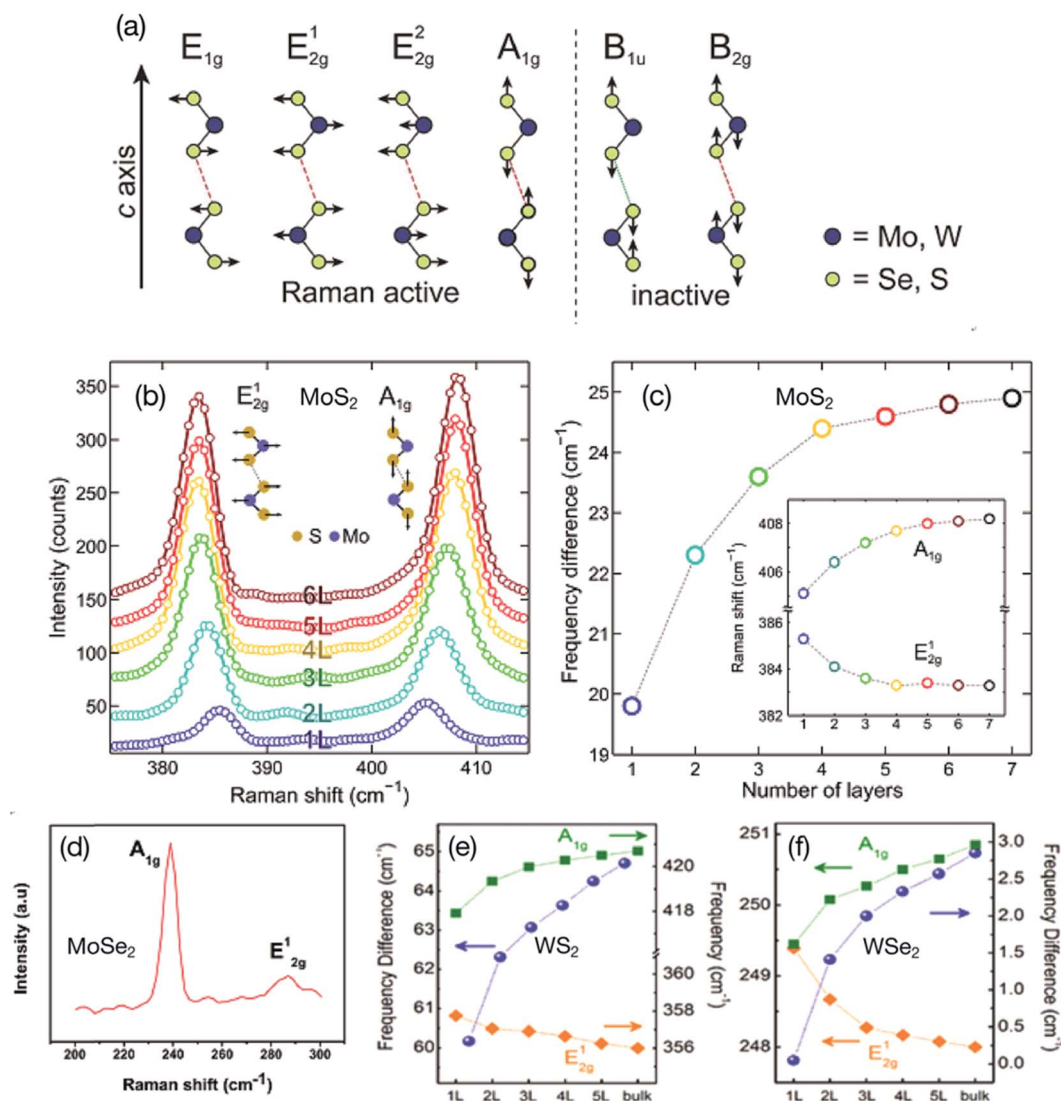 (a)
E1g E¹2g E²2g A1g B1u B2g
c axis
Raman active
inactive
= Mo, W
= Se, S
(b)
E¹2g MoS2 A1g
S Mo
Intensity (counts)
350
300
250
200
150
100
50
6L
5L
4L
3L
2L
1L
380 390 400 410
Raman shift (cm⁻¹)
(c)
MoS2
Frequency difference (cm⁻¹)
25
24
23
22
21
20
19
1 2 3 4 5 6 7
Number of layers
Raman shift (cm⁻¹)
408
406
386
384
382
A1g
E¹2g
1 2 3 4 5 6 7
(d)
A1g
MoSe2
E¹2g
Intensity (a.u)
200 220 240 260 280 300
Raman shift (cm⁻¹)
(e)
A1g
WS2
E¹2g
Frequency Difference (cm⁻¹)
65
64
63
62
61
60
420
418
360
358
356
Frequency (cm⁻¹)
1L 2L 3L 4L 5L bulk
(f)
A1g
WSe2
E¹2g
251
250
249
248
3.0
2.5
2.0
1.5
1.0
0.5
0.0
Frequency Difference (cm⁻¹)
1L 2L 3L 4L 5L bulk